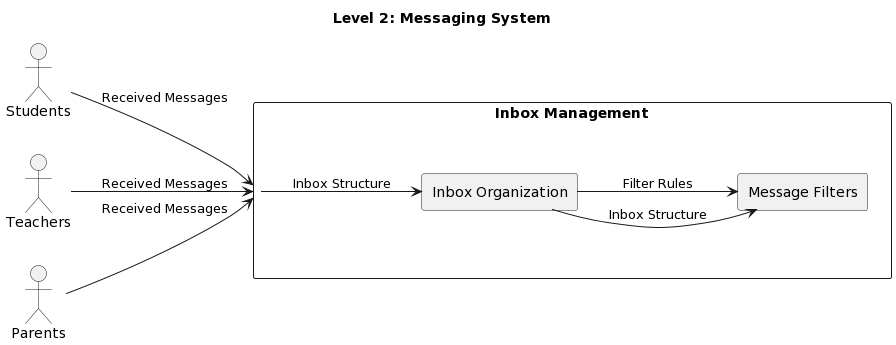 Level 2: Messaging System
Students
Received Messages
Inbox Management
Teachers
Received Messages
Received Messages
Inbox Structure
Inbox Organization
Filter Rules
Inbox Structure
Message Filters
Parents